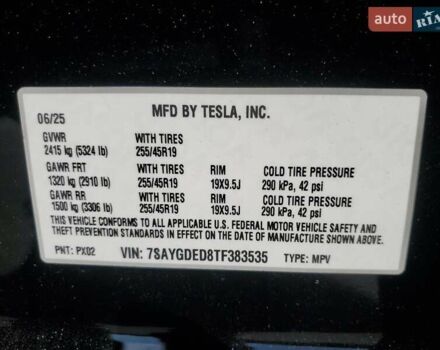 auto RIA
MFD BY TESLA, INC.
06/25
GVWR WITH TIRES
2415 kg (5324 lb) 255/45R19
GAWR FRT WITH TIRES RIM COLD TIRE PRESSURE
1320 kg (2910 lb) 255/45R19 19X9.5J 290 kPa, 42 psi
GAWR RR WITH TIRES RIM COLD TIRE PRESSURE
1500 kg (3306 lb) 255/45R19 19X9.5J 290 kPa, 42 psi
THIS VEHICLE CONFORMS TO ALL APPLICABLE U.S. FEDERAL MOTOR VEHICLE SAFETY AND
THEFT PREVENTION STANDARDS IN EFFECT ON THE DATE OF MANUFACTURE SHOWN ABOVE.
PNT: PX02 VIN: 7SAYGDED8TF383535 TYPE: MPV